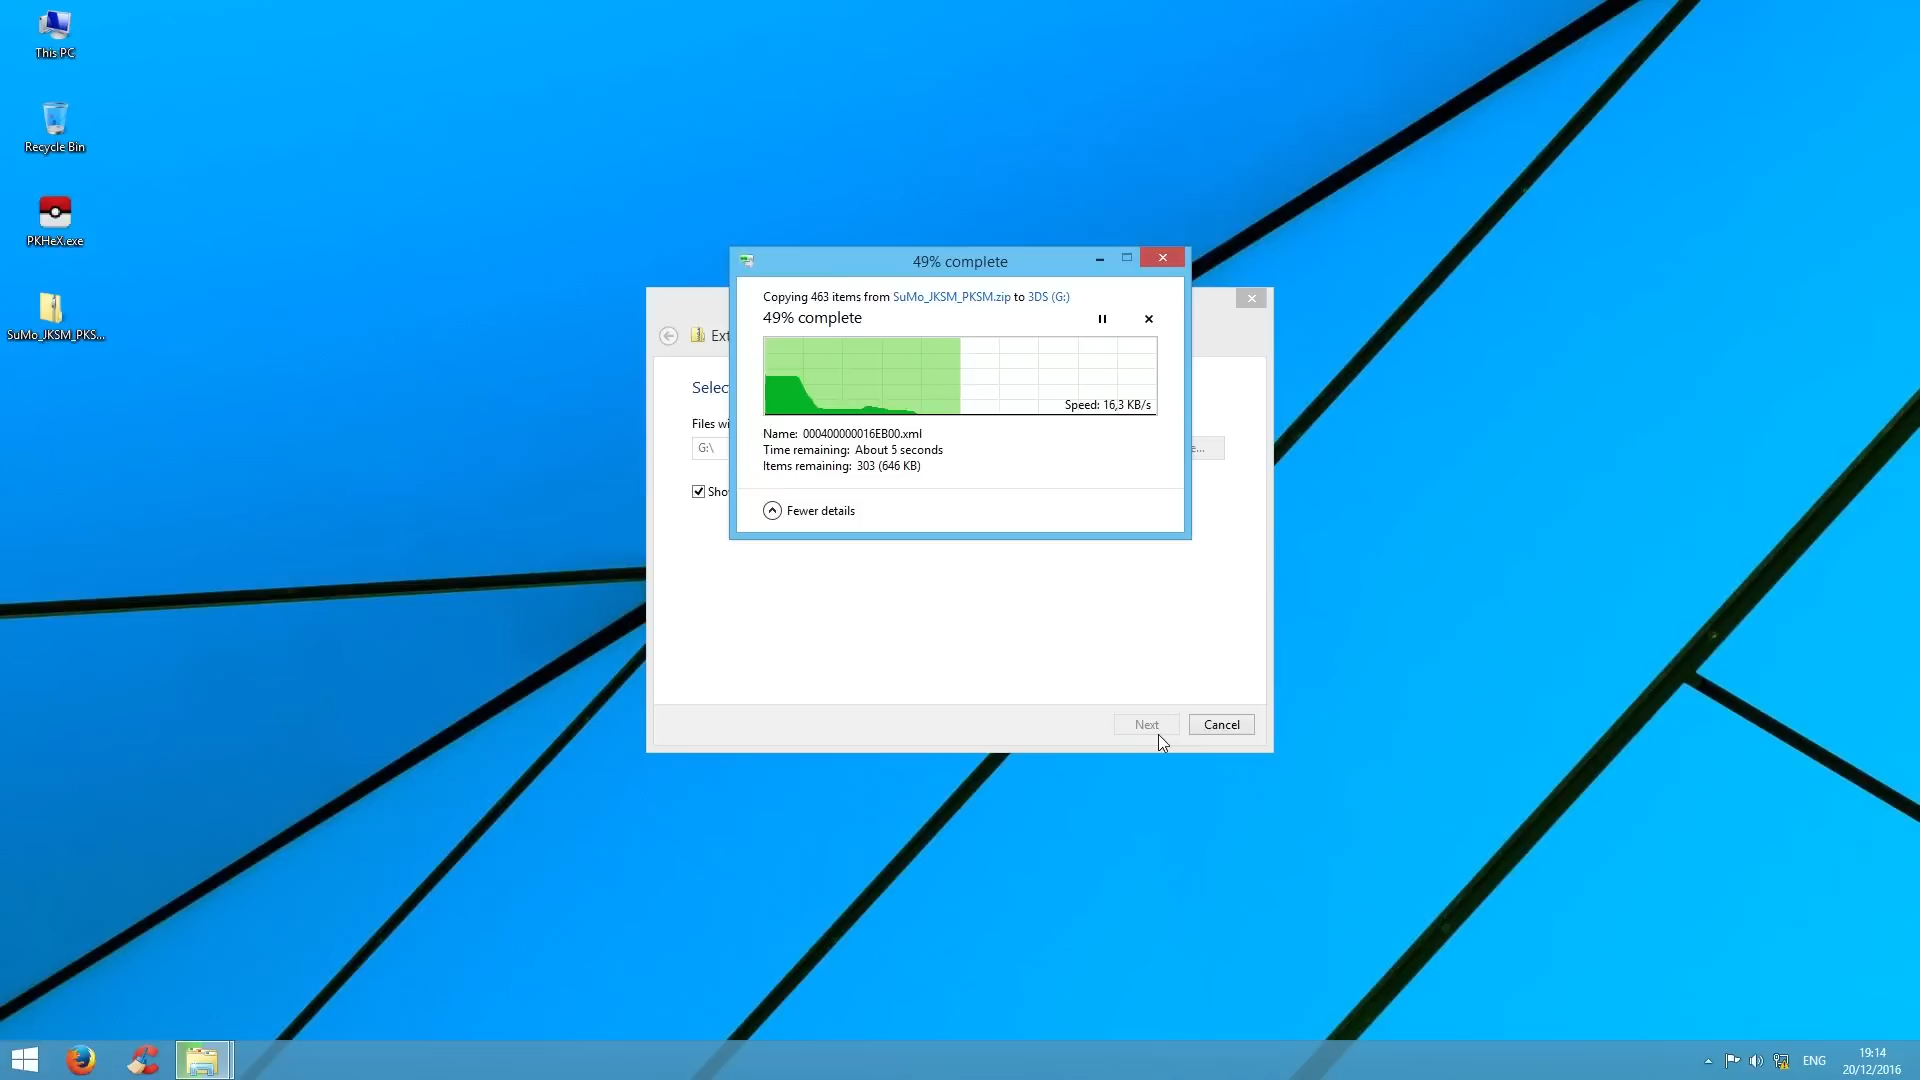 This PC
Recycle Bin
PKHeX.exe
SuMo_JKSM_PKS...
49% complete
Copying 463 items from SuMo_JKSM_PKSM.zip to 3DS (G:)
49% complete
Speed: 16,3 KB/s
Name: 000400000016EB00.xml
Time remaining: About 5 seconds
Items remaining: 303 (646 KB)
Fewer details
Ext
Selec
Files wi
G:\
e...
Sho
Next
Cancel
ENG
19:14
20/12/2016